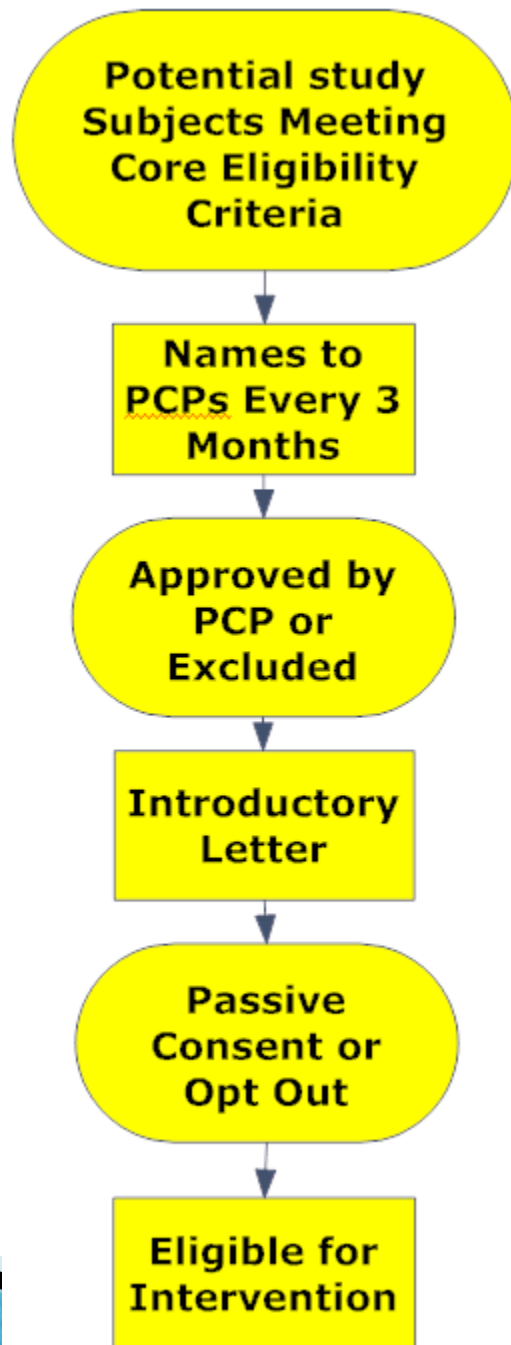 Potential study
Subjects Meeting
Core Eligibility
Criteria
Names to
PCPs Every 3
Months
Approved by
PCP or
Excluded
Introductory
Letter
Passive
Consent or
Opt Out
Eligible for
Intervention